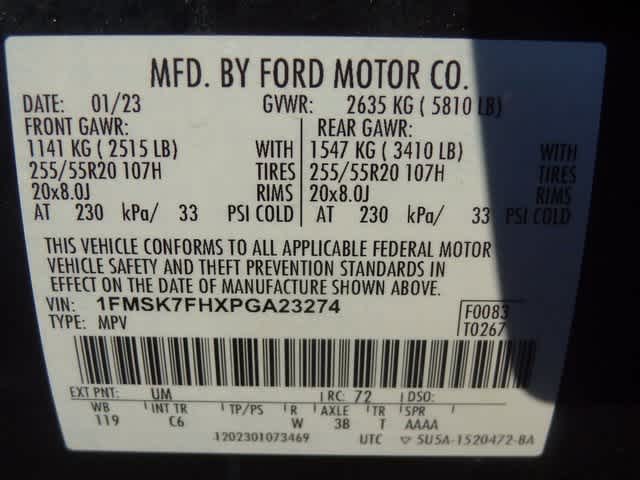 MFD. BY FORD MOTOR CO.
DATE: 01/23 GVWR: 2635 KG ( 5810 LB)
FRONT GAWR: REAR GAWR:
1141 KG ( 2515 LB) WITH 1547 KG ( 3410 LB) WITH
255/55R20 107H TIRES 255/55R20 107H TIRES
20x8.0J RIMS 20x8.0J RIMS
AT 230 kPa/ 33 PSI COLD AT 230 kPa/ 33 PSI COLD
THIS VEHICLE CONFORMS TO ALL APPLICABLE FEDERAL MOTOR
VEHICLE SAFETY AND THEFT PREVENTION STANDARDS IN
EFFECT ON THE DATE OF MANUFACTURE SHOWN ABOVE.
VIN: 1FMSK7FHXPGA23274 F0083
TYPE: MPV T0267
EXT PNT: UM RC: 72 DSO:
WB INT TR TP/PS R AXLE TR SPR
119 C6 W 38 T AAAA
1202301073469 UTC 5U5A-1520472-BA